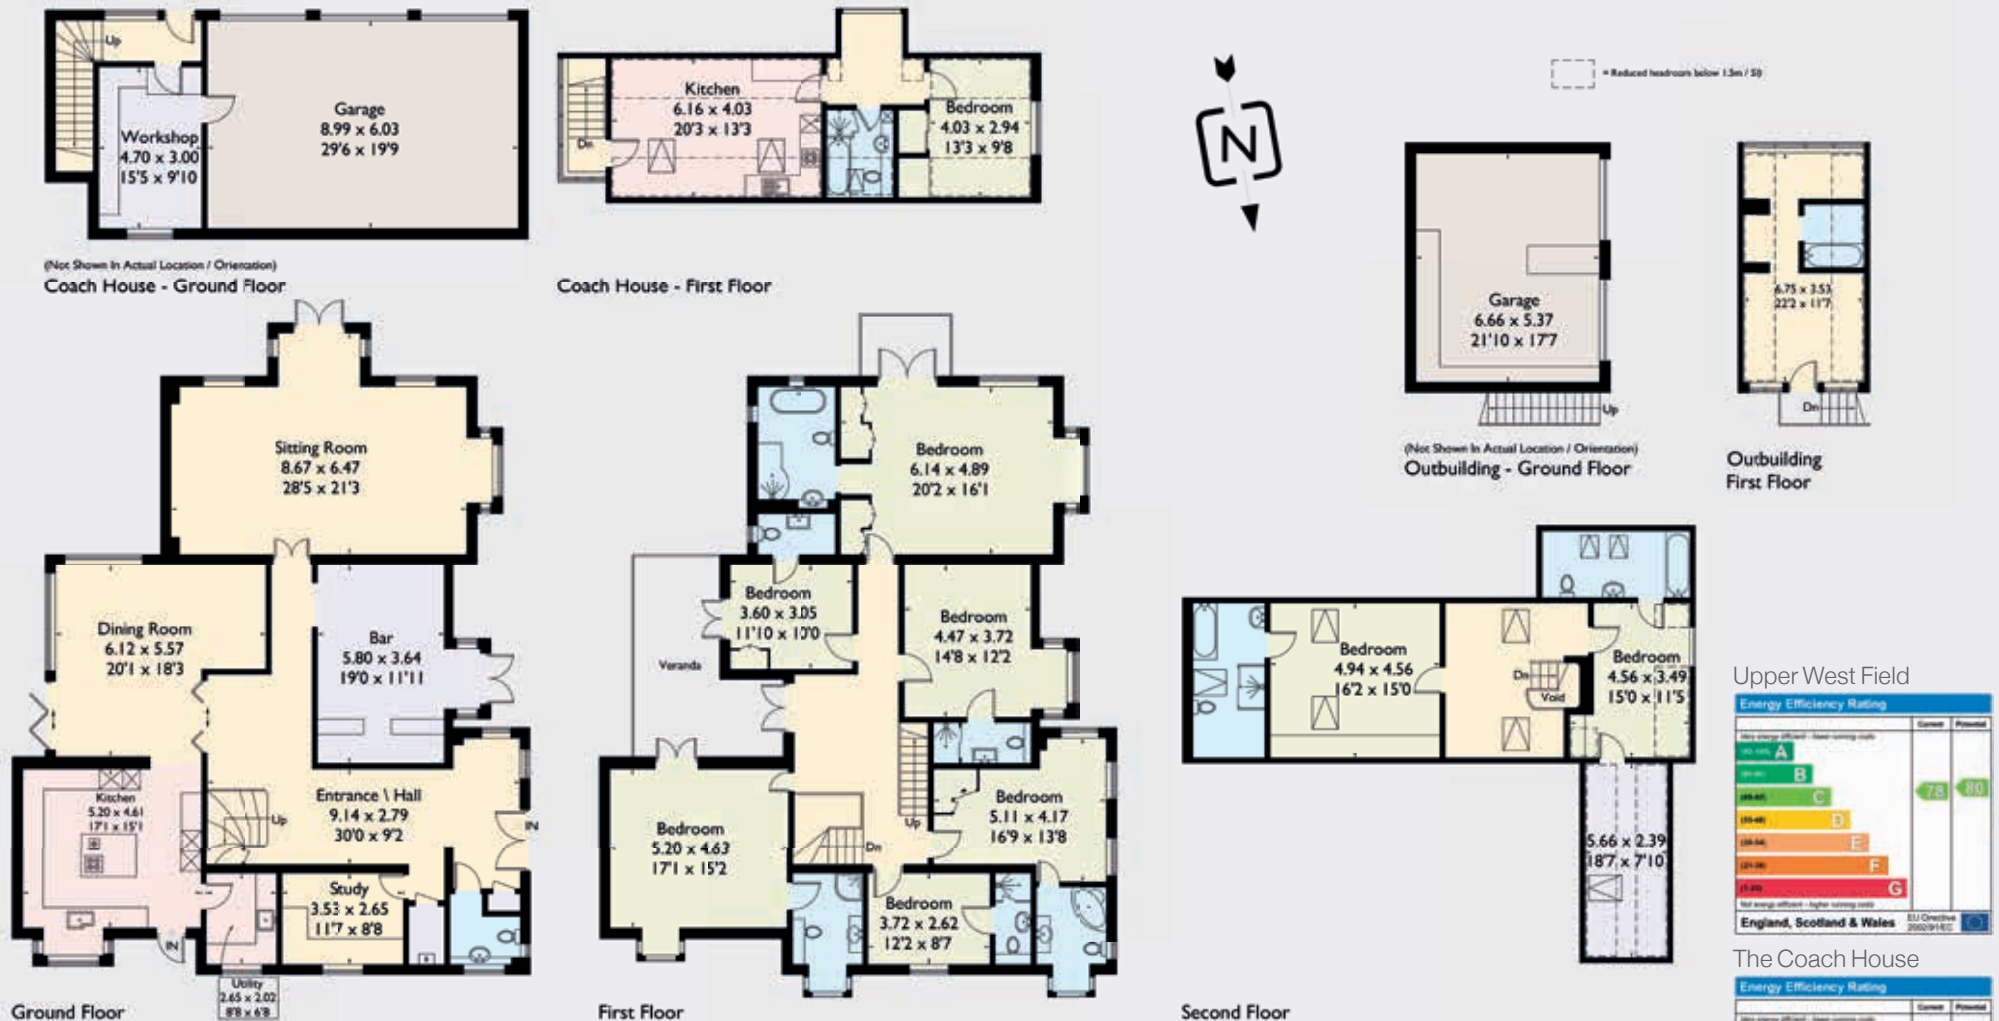 Up
Garage
8.99 x 6.03
29'6 x 19'9
Workshop
4.70 x 3.00
15'5 x 9'10
(Not Shown In Actual Location / Orientation)
Coach House - Ground Floor
Kitchen
6.16 x 4.03
20'3 x 13'3
Dn
Bedroom
4.03 x 2.94
13'3 x 9'8
Coach House - First Floor
N
= Reduced headroom below 1.5m / 5'0
Garage
6.66 x 5.37
21'10 x 17'7
Up
(Not Shown In Actual Location / Orientation)
Outbuilding - Ground Floor
6.75 x 3.53
22'2 x 11'7
Dn
Outbuilding
First Floor
Sitting Room
8.67 x 6.47
28'5 x 21'3
Dining Room
6.12 x 5.57
20'1 x 18'3
Bar
5.80 x 3.64
19'0 x 11'11
Kitchen
5.20 x 4.61
17'1 x 15'1
Entrance \ Hall
9.14 x 2.79
30'0 x 9'2
Up
IN
Study
3.53 x 2.65
11'7 x 8'8
IN
Utility
2.65 x 2.02
8'8 x 6'8
Ground Floor
Bedroom
6.14 x 4.89
20'2 x 16'1
Bedroom
3.60 x 3.05
11'10 x 10'0
Bedroom
4.47 x 3.72
14'8 x 12'2
Veranda
Bedroom
5.20 x 4.63
17'1 x 15'2
Up
Dn
Bedroom
5.11 x 4.17
16'9 x 13'8
Bedroom
3.72 x 2.62
12'2 x 8'7
First Floor
Bedroom
4.94 x 4.56
16'2 x 15'0
Dn
Void
Bedroom
4.56 x 3.49
15'0 x 11'5
5.66 x 2.39
18'7 x 7'10
Second Floor
Upper West Field
Energy Efficiency Rating
Current Potential
Very energy efficient - lower running costs
A
B
C
D
E
F
G
78
80
Not energy efficient - higher running costs
England, Scotland & Wales
EU Directive
2002/91/EC
The Coach House
Energy Efficiency Rating
Current Potential